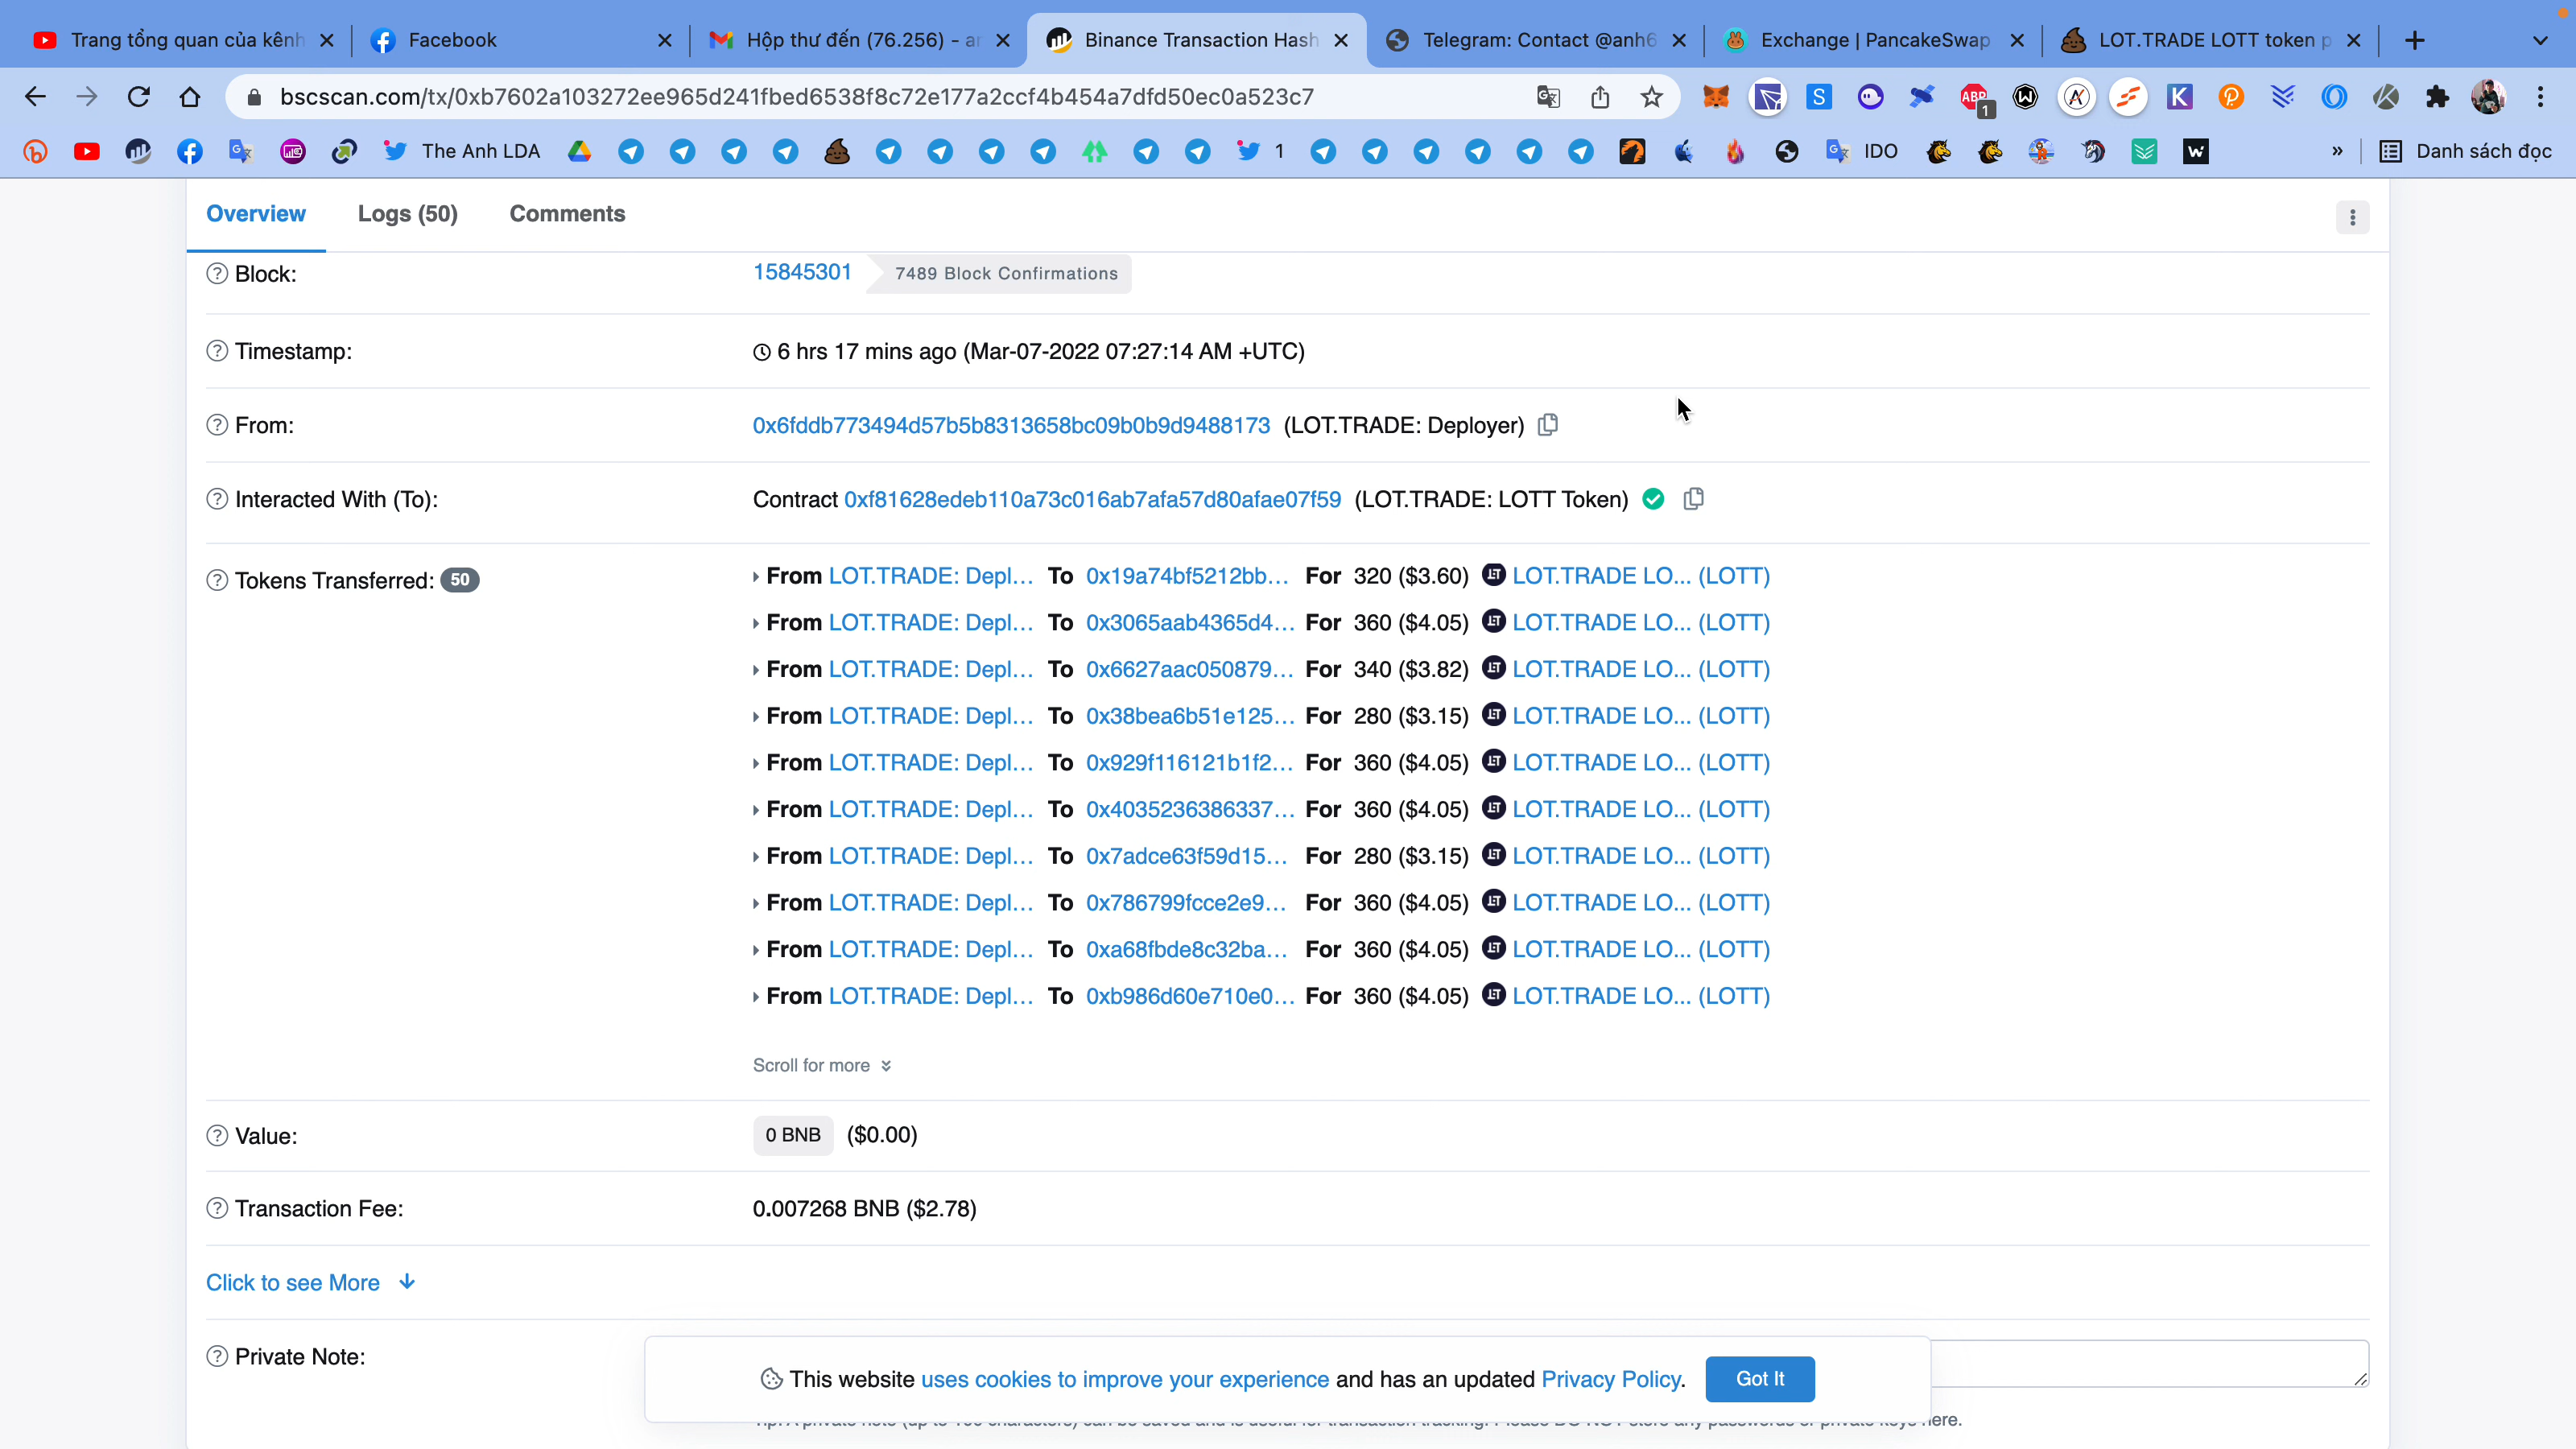 Trang tổng quan của kênh
Facebook
Hộp thư đến (76.256) - an
Binance Transaction Hash
Telegram: Contact @anh6
Exchange | PancakeSwap
LOT.TRADE LOTT token p
bscscan.com/tx/0xb7602a103272ee965d241fbed6538f8c72e177a2ccf4b454a7dfd50ec0a523c7
ABP 1
The Anh LDA
1
IDO
» Danh sách đọc
Overview
Logs (50)
Comments
Block:
15845301
7489 Block Confirmations
Timestamp:
6 hrs 17 mins ago (Mar-07-2022 07:27:14 AM +UTC)
From:
0x6fddb773494d57b5b8313658bc09b0b9d9488173 (LOT.TRADE: Deployer)
Interacted With (To):
Contract 0xf81628edeb110a73c016ab7afa57d80afae07f59 (LOT.TRADE: LOTT Token)
Tokens Transferred: 50
From LOT.TRADE: Depl... To 0x19a74bf5212bb... For 320 ($3.60) LOT.TRADE LO... (LOTT)
From LOT.TRADE: Depl... To 0x3065aab4365d4... For 360 ($4.05) LOT.TRADE LO... (LOTT)
From LOT.TRADE: Depl... To 0x6627aac050879... For 340 ($3.82) LOT.TRADE LO... (LOTT)
From LOT.TRADE: Depl... To 0x38bea6b51e125... For 280 ($3.15) LOT.TRADE LO... (LOTT)
From LOT.TRADE: Depl... To 0x929f116121b1f2... For 360 ($4.05) LOT.TRADE LO... (LOTT)
From LOT.TRADE: Depl... To 0x4035236386337... For 360 ($4.05) LOT.TRADE LO... (LOTT)
From LOT.TRADE: Depl... To 0x7adce63f59d15... For 280 ($3.15) LOT.TRADE LO... (LOTT)
From LOT.TRADE: Depl... To 0x786799fcce2e9... For 360 ($4.05) LOT.TRADE LO... (LOTT)
From LOT.TRADE: Depl... To 0xa68fbde8c32ba... For 360 ($4.05) LOT.TRADE LO... (LOTT)
From LOT.TRADE: Depl... To 0xb986d60e710e0... For 360 ($4.05) LOT.TRADE LO... (LOTT)
Scroll for more
Value:
0 BNB ($0.00)
Transaction Fee:
0.007268 BNB ($2.78)
Click to see More
Private Note:
This website uses cookies to improve your experience and has an updated Privacy Policy.
Got It